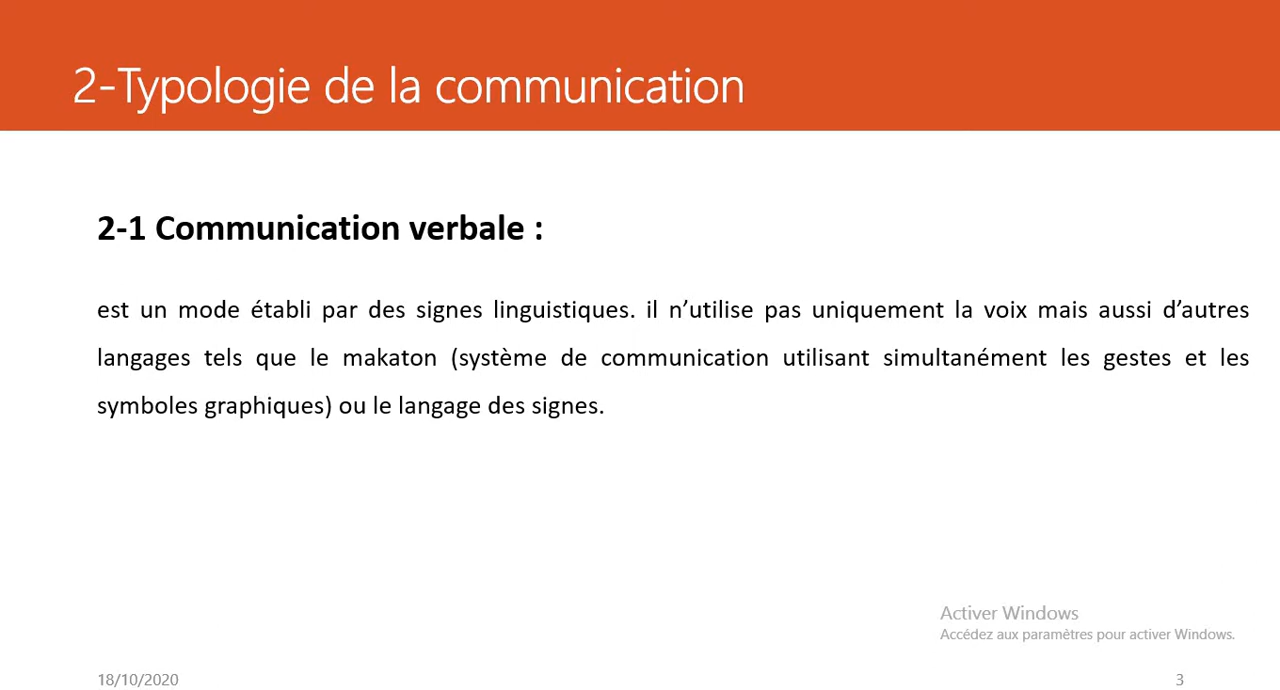 2-Typologie de la communication
2-1 Communication verbale :
est un mode établi par des signes linguistiques. il n’utilise pas uniquement la voix mais aussi d’autres
langages tels que le makaton (système de communication utilisant simultanément les gestes et les
symboles graphiques) ou le langage des signes.
Activer Windows
Accédez aux paramètres pour activer Windows.
18/10/2020
3